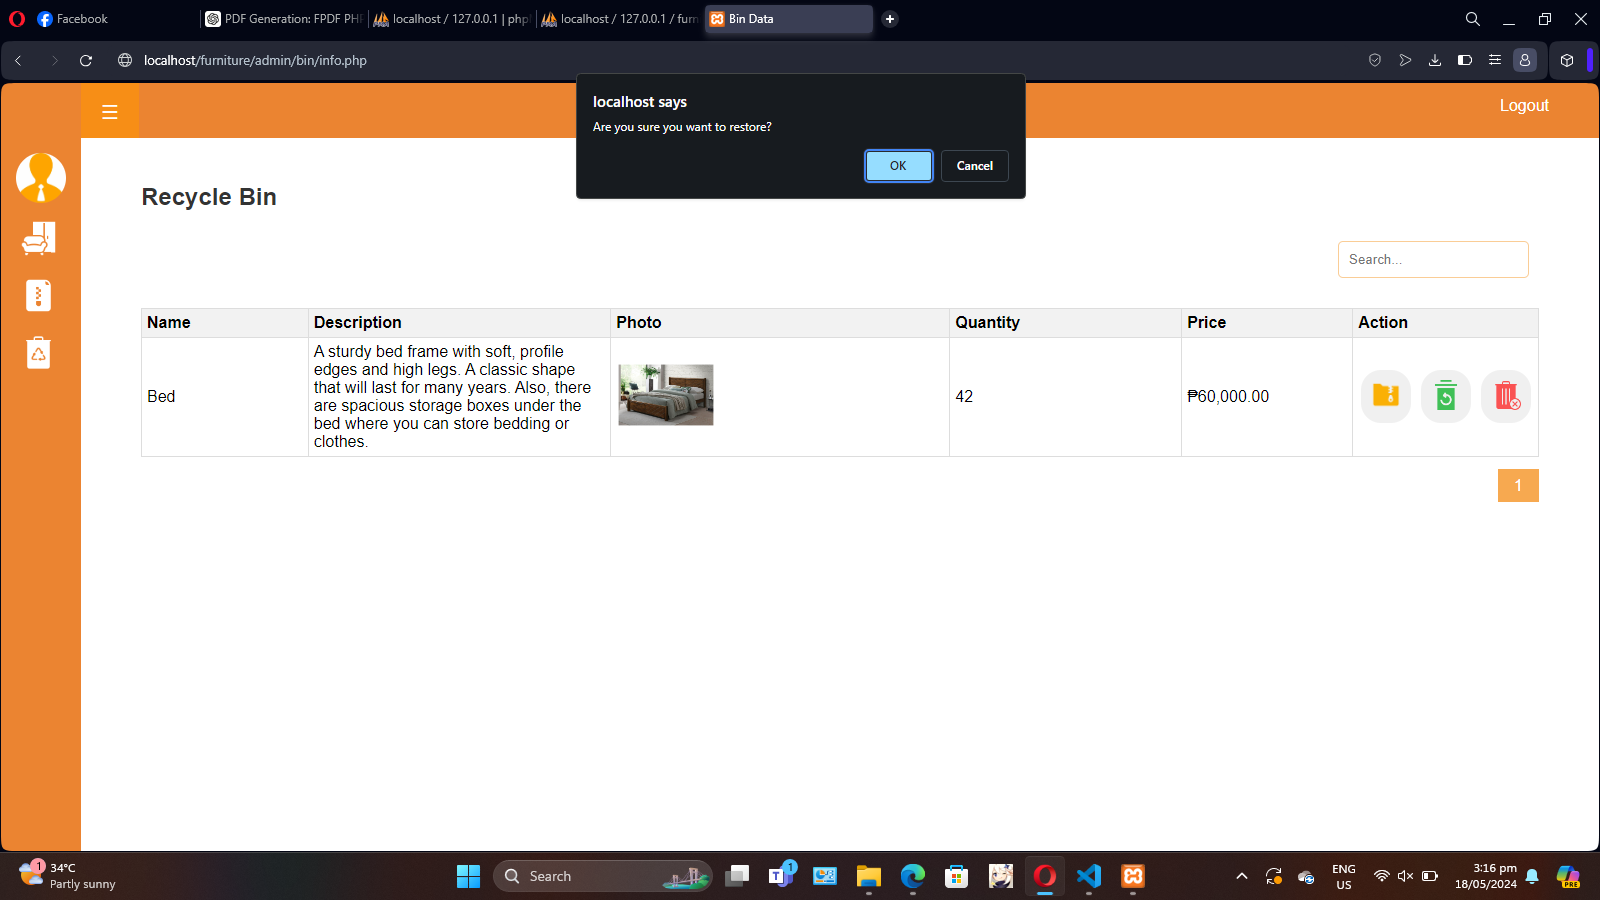 Facebook
PDF Generation: FPDF PHP
localhost / 127.0.0.1 | php
localhost / 127.0.0.1 / furn
Bin Data
localhost/furniture/admin/bin/info.php
localhost says
Are you sure you want to restore?
OK
Cancel
Logout
Recycle Bin
Search...
Name
Description
Photo
Quantity
Price
Action
Bed
A sturdy bed frame with soft, profile
edges and high legs. A classic shape
that will last for many years. Also, there
are spacious storage boxes under the
bed where you can store bedding or
clothes.
42
₱60,000.00
1
1
34°C
Partly sunny
Search
1
ENG
US
3:16 pm
18/05/2024
PRE